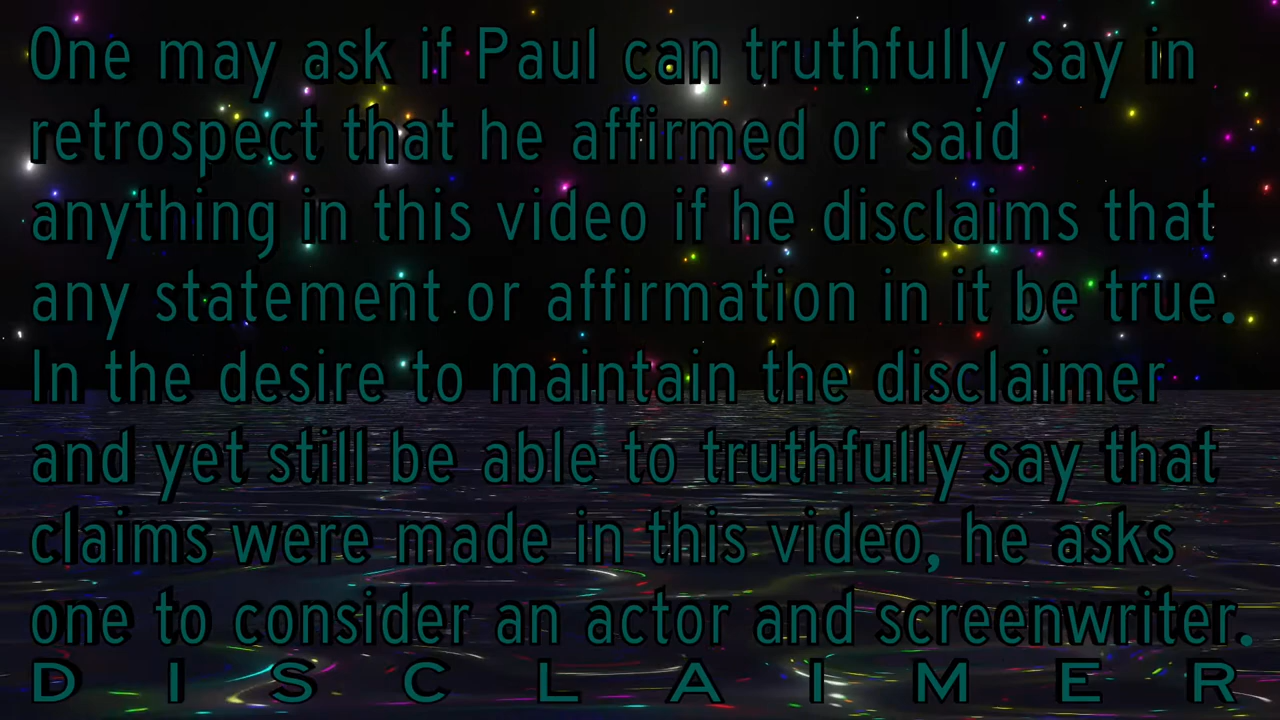 One may ask if Paul can truthfully say in
retrospect that he affirmed or said
anything in this video if he disclaims that
any statement or affirmation in it be true.
In the desire to maintain the disclaimer
and yet still be able to truthfully say that
claims were made in this video, he asks
one to consider an actor and screenwriter.
DISCLAIMER